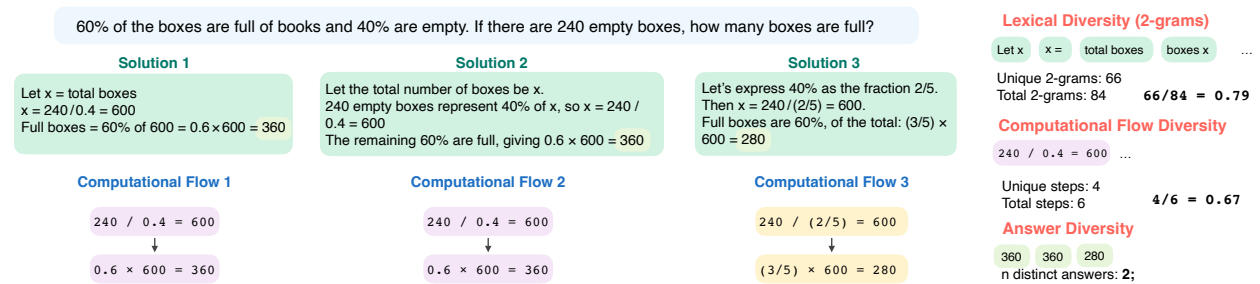 60% of the boxes are full of books and 40% are empty. If there are 240 empty boxes, how many boxes are full?
Solution 1
Let x = total boxes
x = 240/0.4 = 600
Full boxes = 60% of 600 = 0.6×600 = 360
Computational Flow 1
240 / 0.4 = 600
0.6 × 600 = 360
Solution 2
Let the total number of boxes be x.
240 empty boxes represent 40% of x, so x = 240 /
0.4 = 600
The remaining 60% are full, giving 0.6 × 600 = 360
Computational Flow 2
240 / 0.4 = 600
0.6 × 600 = 360
Solution 3
Let's express 40% as the fraction 2/5.
Then x = 240/(2/5) = 600.
Full boxes are 60%, of the total: (3/5) ×
600 = 280
Computational Flow 3
240 / (2/5) = 600
(3/5) × 600 = 280
Lexical Diversity (2-grams)
Let x x = total boxes boxes x ...
Unique 2-grams: 66
Total 2-grams: 84 66/84 = 0.79
Computational Flow Diversity
240 / 0.4 = 600 ...
Unique steps: 4
Total steps: 6 4/6 = 0.67
Answer Diversity
360 360 280
n distinct answers: 2;